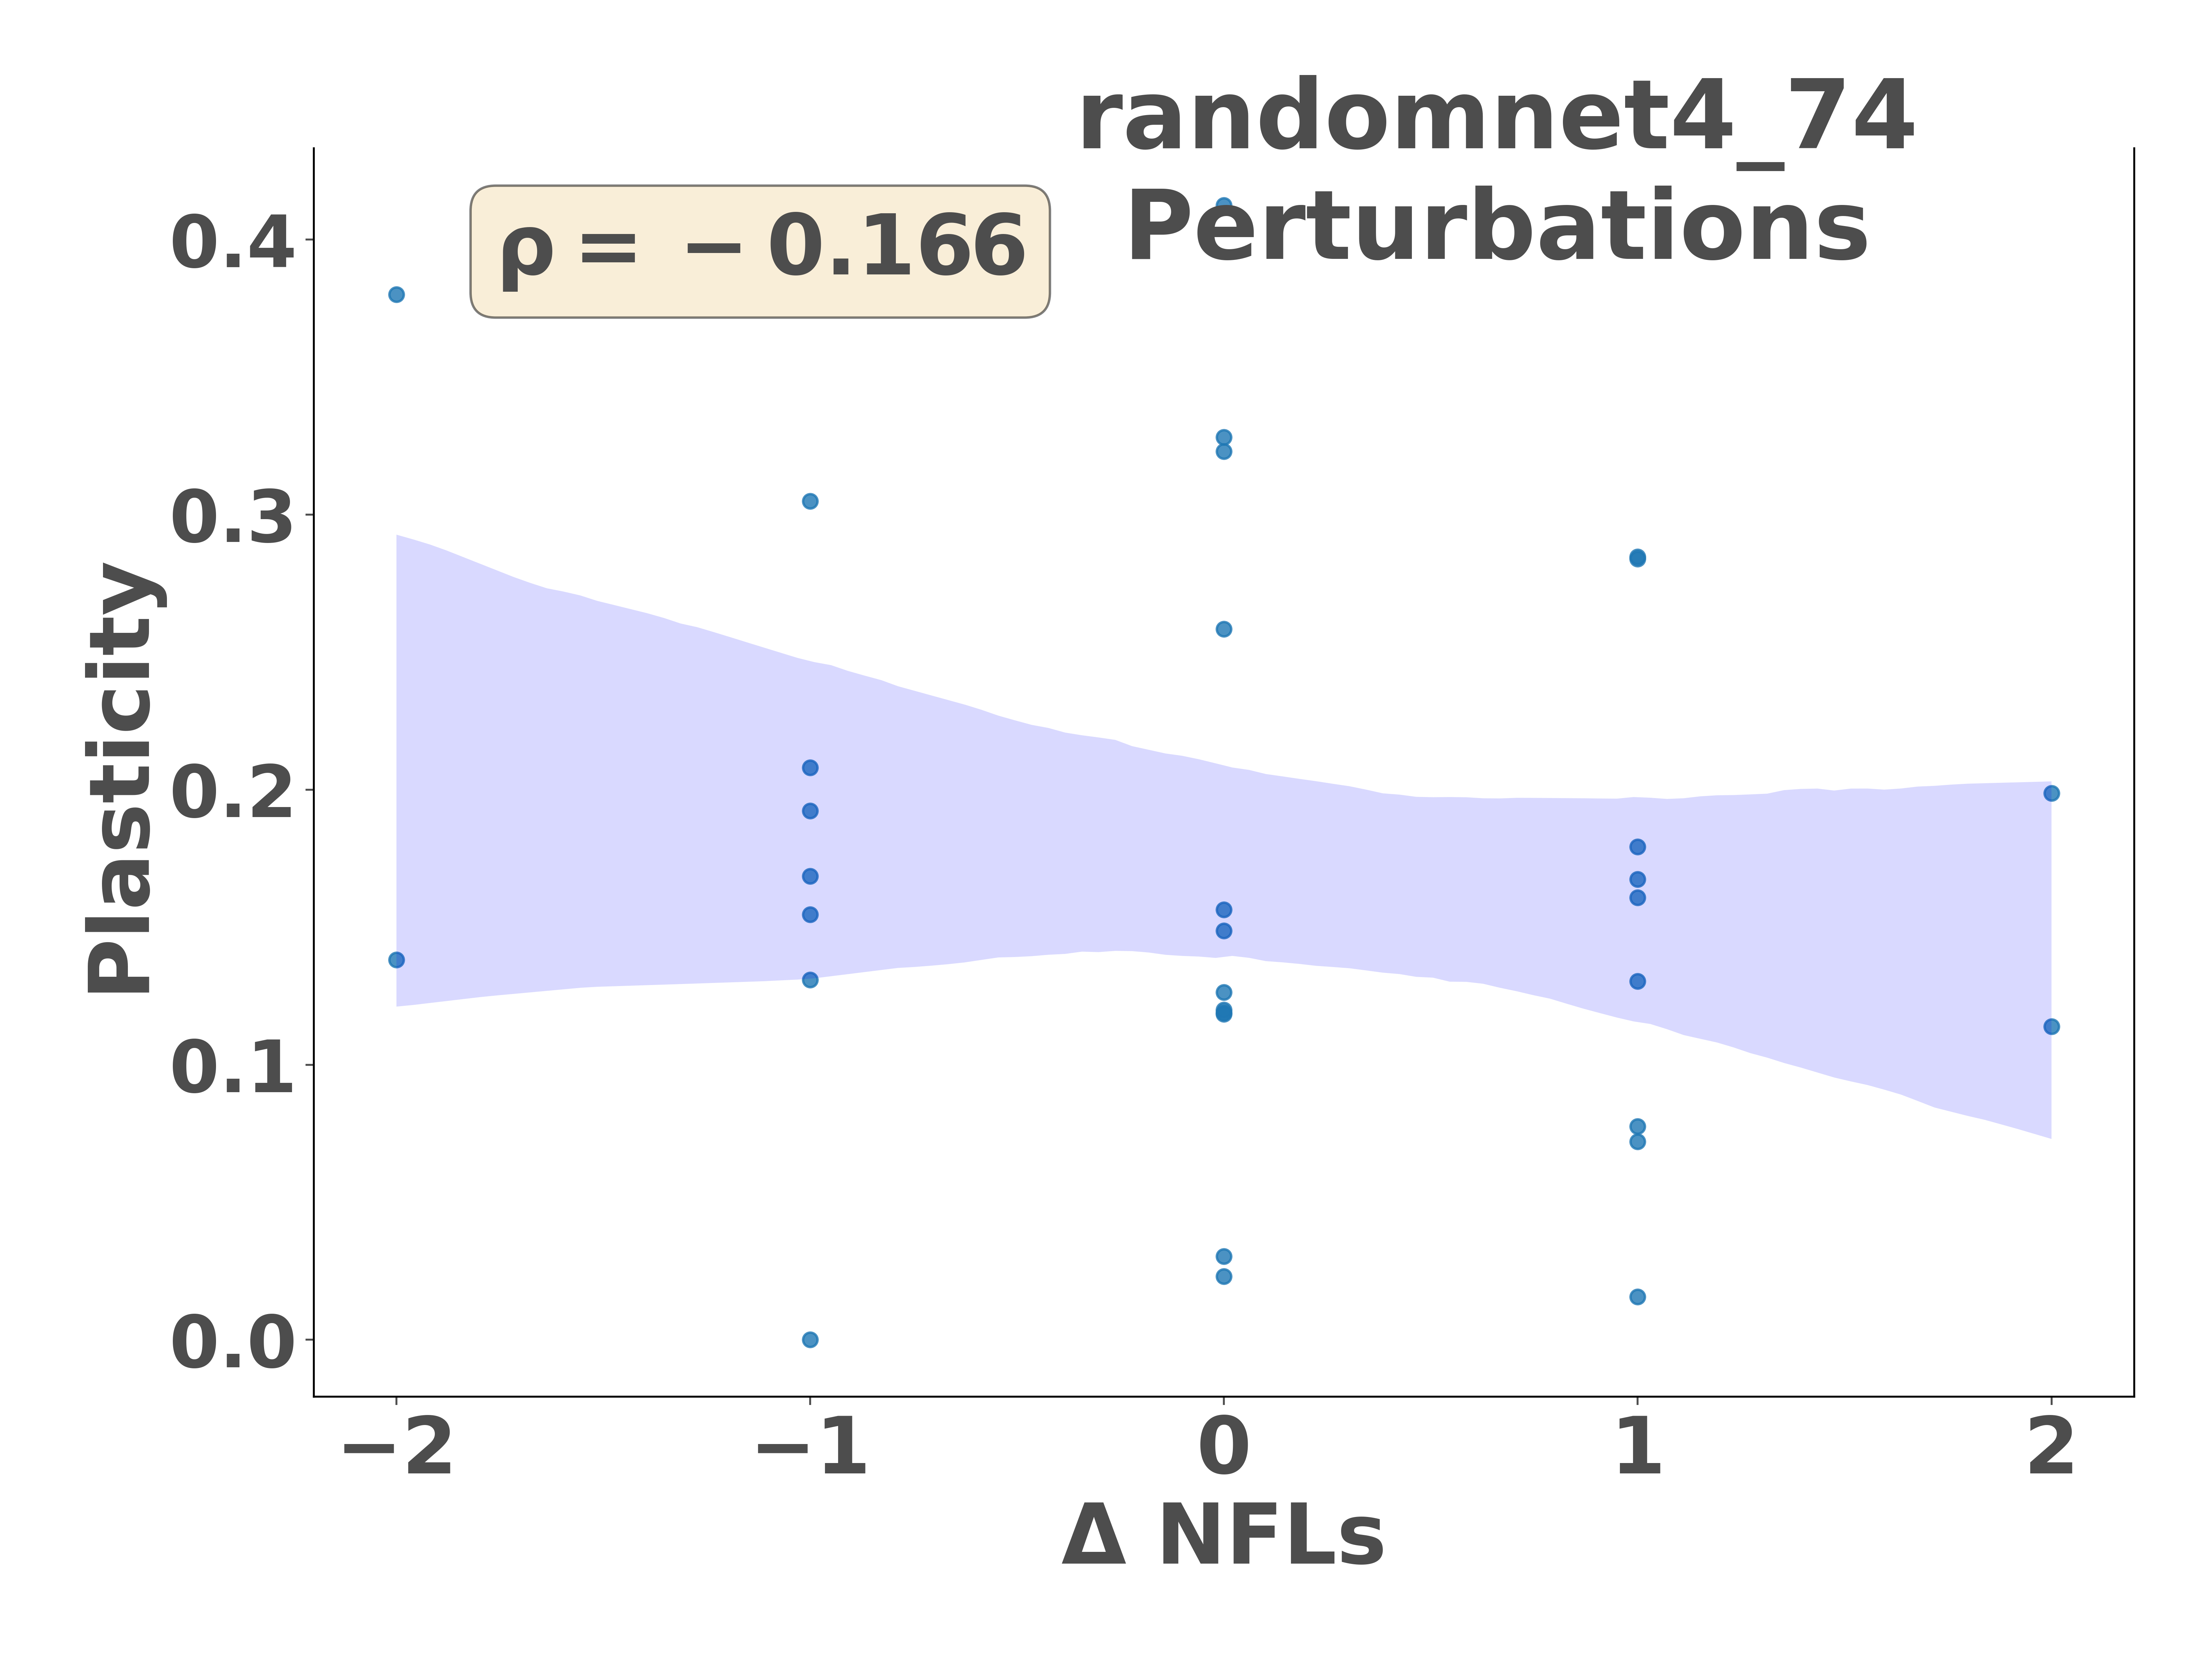 randomnet4_74
Perturbations
ρ = − 0.166
Plasticity
0.4
0.3
0.2
0.1
0.0
−2
−1
0
1
2
Δ NFLs